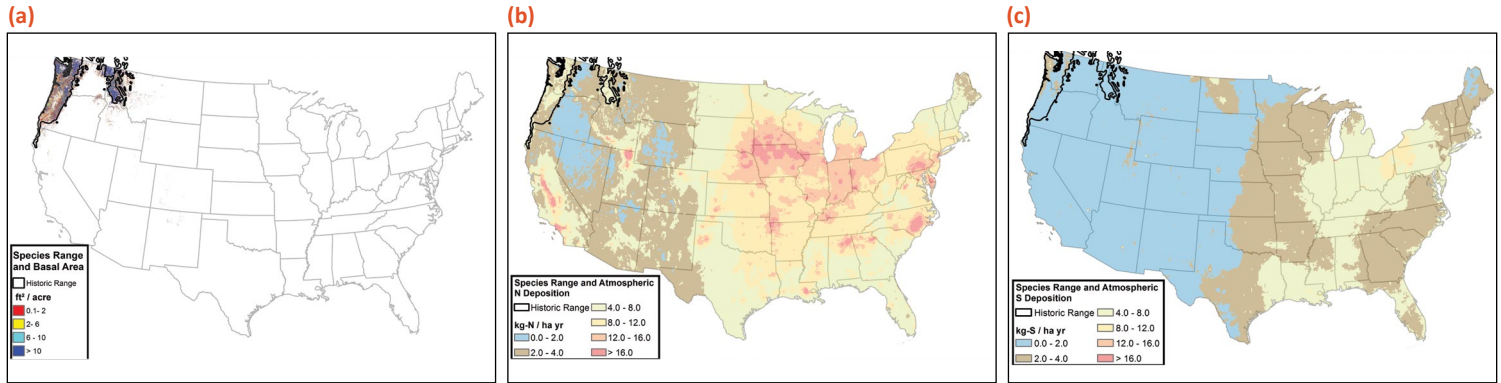 (a)
(b)
(c)
Species Range
and Basal Area
Historic Range
ft² / acre
0.1- 2
2- 6
6 - 10
> 10
Species Range and Atmospheric
N Deposition
Historic Range
kg-N / ha yr
0.0 - 2.0
2.0 - 4.0
4.0 - 8.0
8.0 - 12.0
12.0 - 16.0
> 16.0
Species Range and Atmospheric
S Deposition
Historic Range
kg-S / ha yr
0.0 - 2.0
2.0 - 4.0
4.0 - 8.0
8.0 - 12.0
12.0 - 16.0
> 16.0